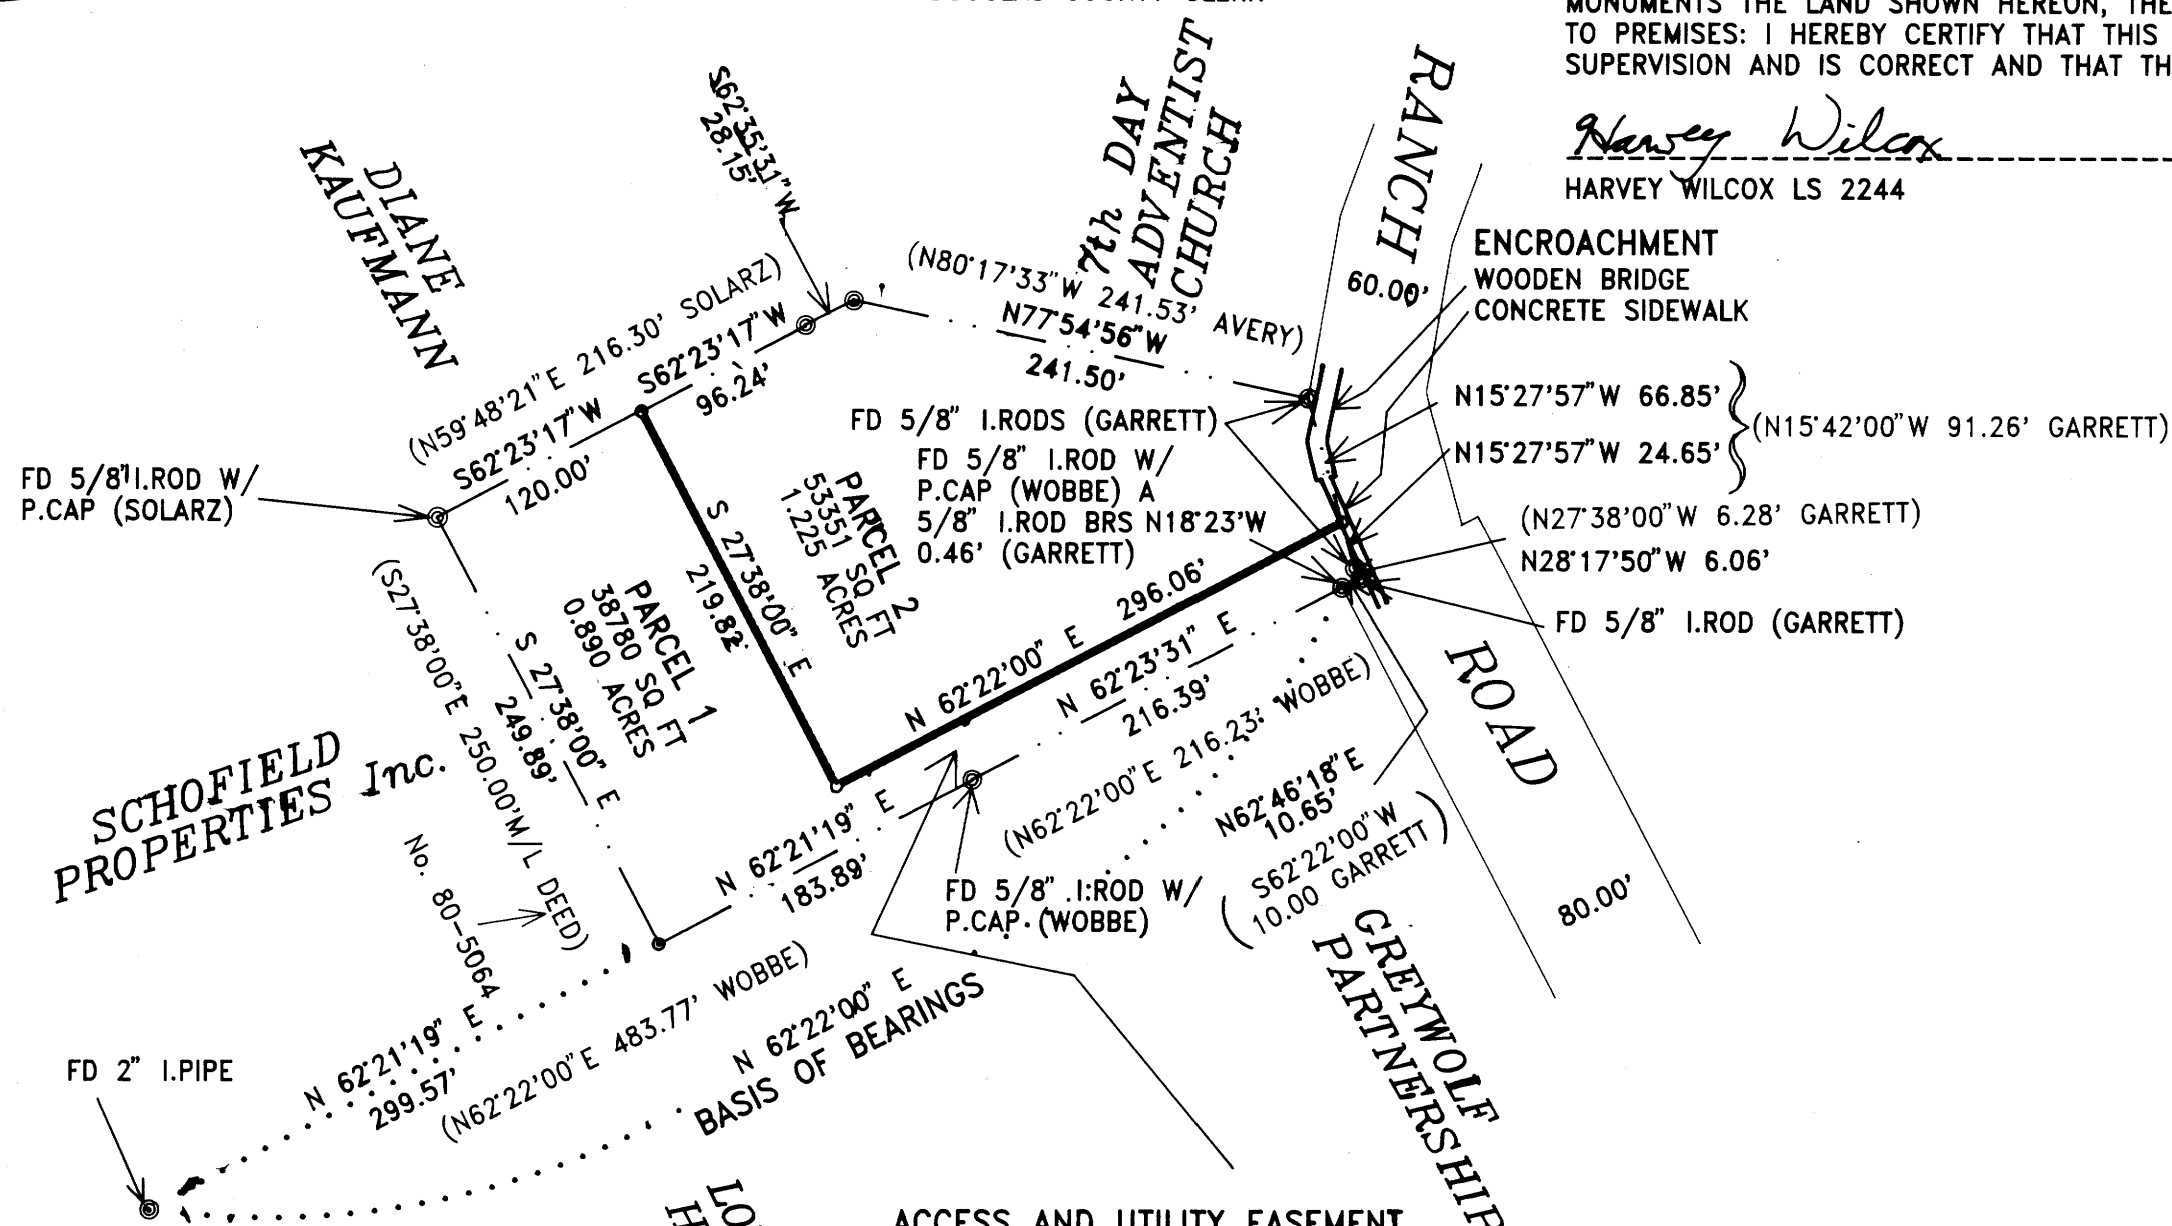 MONUMENTS THE LAND SHOWN HEREON, THE
TO PREMISES: I HEREBY CERTIFY THAT THIS
SUPERVISION AND IS CORRECT AND THAT TH
Harvey Wilcox
HARVEY WILCOX LS 2244
DIANE
KAUFMANN
S62°35'31"W
28.15'
7th DAY
ADVENTIST
CHURCH
RANCH
60.00'
ENCROACHMENT
WOODEN BRIDGE
CONCRETE SIDEWALK
(N80°17'33"W 241.53' AVERY)
N77°54'56"W
241.50'
(N59°48'21"E 216.30' SOLARZ)
S62°23'17"W
96.24'
S62°23'17"W
120.00'
FD 5/8" I.ROD W/
P.CAP (SOLARZ)
FD 5/8" I.RODS (GARRETT)
FD 5/8" I.ROD W/
P.CAP (WOBBE) A
5/8" I.ROD BRS N18°23'W
0.46' (GARRETT)
N15°27'57"W 66.85'
N15°27'57"W 24.65'
(N15°42'00"W 91.26' GARRETT)
(N27°38'00"W 6.28' GARRETT)
N28°17'50"W 6.06'
FD 5/8" I.ROD (GARRETT)
PARCEL 2
53351 SQ FT
1.225 ACRES
S 27°38'00" E
219.82'
PARCEL 1
38780 SQ FT
0.890 ACRES
S 27°38'00" E
249.89'
(S27°38'00"E 250.00'M/L DEED)
No. 80-5064
SCHOFIELD
PROPERTIES Inc.
N 62°22'00" E 296.06'
N 62°23'31" E
216.39'
(N62°22'00"E 216.23' WOBBE)
N 62°21'19" E
183.89'
FD 5/8" I.ROD W/
P.CAP (WOBBE)
N62°46'18"E
10.65'
(S62°22'00"W
10.00 GARRETT)
ROAD
80.00'
GREYWOLF
PARTNERSHIP
FD 2" I.PIPE
N 62°21'19" E
299.57'
(N62°22'00"E 483.77' WOBBE)
N 62°22'00" E
BASIS OF BEARINGS
ACCESS AND UTILITY EASEMENT